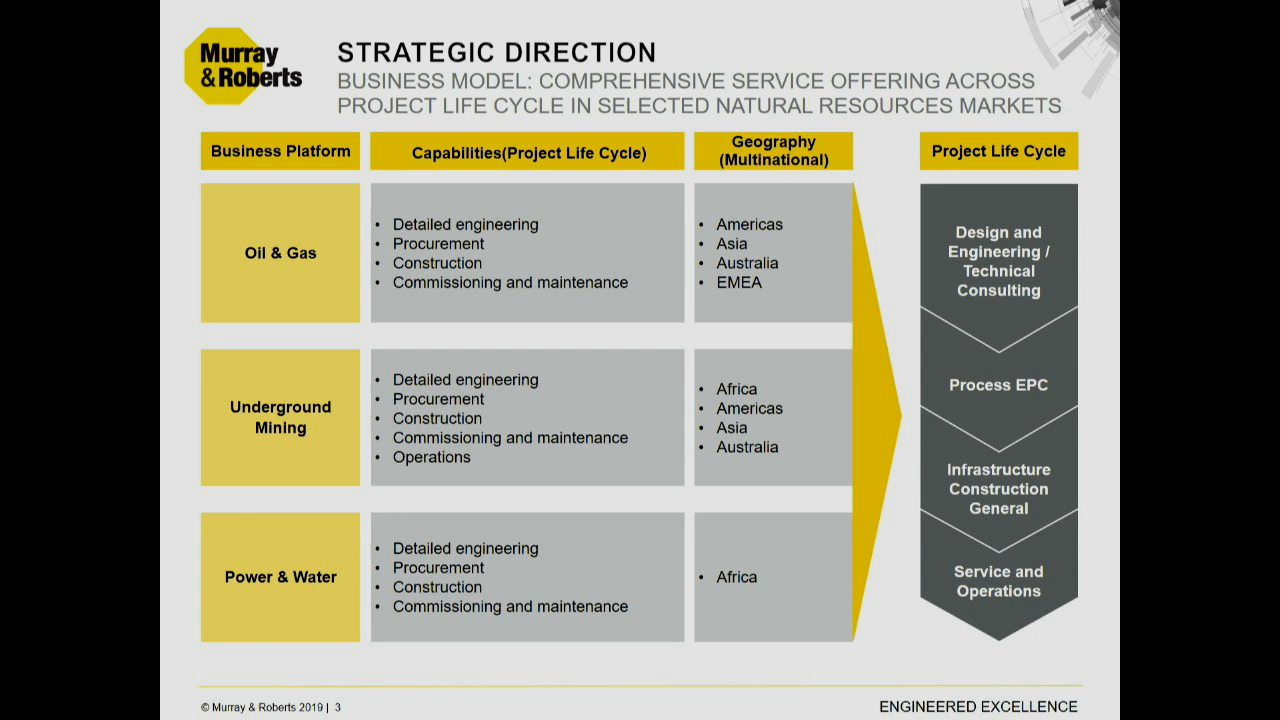 Murray
& Roberts
STRATEGIC DIRECTION
BUSINESS MODEL: COMPREHENSIVE SERVICE OFFERING ACROSS
PROJECT LIFE CYCLE IN SELECTED NATURAL RESOURCES MARKETS
Business Platform
Capabilities(Project Life Cycle)
Geography
(Multinational)
Project Life Cycle
Oil & Gas
• Detailed engineering
• Procurement
• Construction
• Commissioning and maintenance
• Americas
• Asia
• Australia
• EMEA
Underground
Mining
• Detailed engineering
• Procurement
• Construction
• Commissioning and maintenance
• Operations
• Africa
• Americas
• Asia
• Australia
Power & Water
• Detailed engineering
• Procurement
• Construction
• Commissioning and maintenance
• Africa
Design and
Engineering /
Technical
Consulting
Process EPC
Infrastructure
Construction
General
Service and
Operations
© Murray & Roberts 2019 | 3
ENGINEERED EXCELLENCE